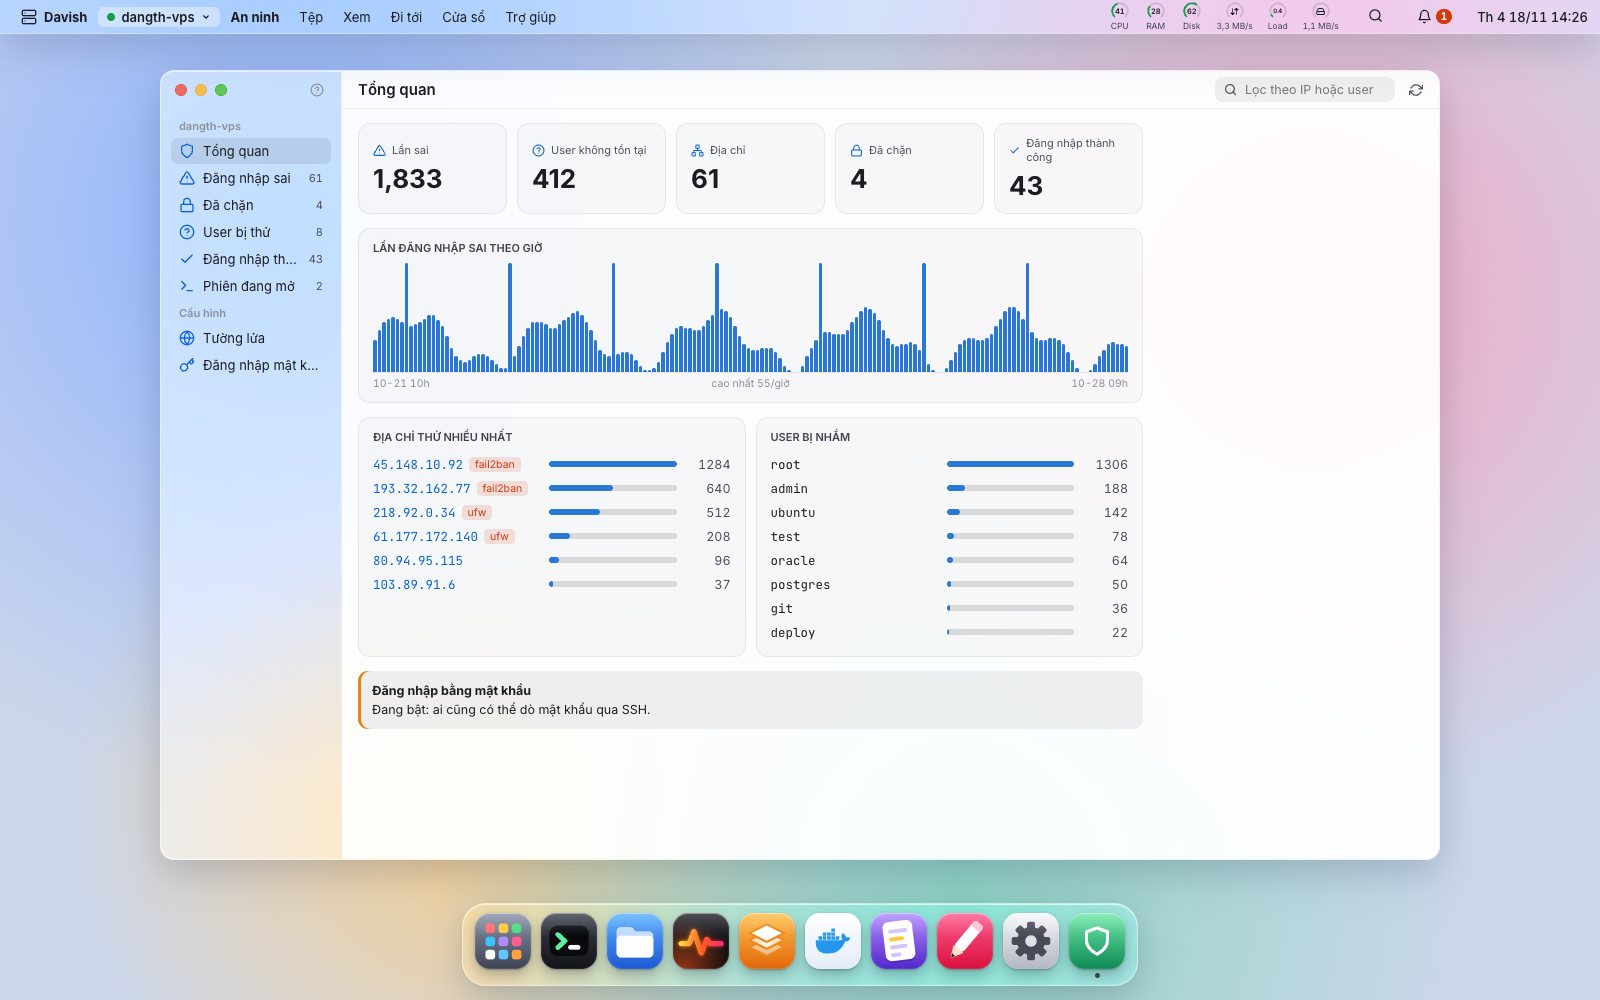 Davish dangth-vps An ninh Tệp Xem Đi tới Cửa sổ Trợ giúp 41 CPU 28 RAM 62 Disk 3,3 MB/s 0.4 Load 1,1 MB/s 1 Th 4 18/11 14:26
Tổng quan
Lọc theo IP hoặc user
dangth-vps
Tổng quan
Đăng nhập sai 61
Đã chặn 4
User bị thử 8
Đăng nhập th... 43
Phiên đang mở 2
Cấu hình
Tường lửa
Đăng nhập mật k...
Lần sai
1,833
User không tồn tại
412
Địa chỉ
61
Đã chặn
4
Đăng nhập thành
công
43
LẦN ĐĂNG NHẬP SAI THEO GIỜ
10-21 10h cao nhất 55/giờ 10-28 09h
ĐỊA CHỈ THỬ NHIỀU NHẤT
45.148.10.92 fail2ban 1284
193.32.162.77 fail2ban 640
218.92.0.34 ufw 512
61.177.172.140 ufw 208
80.94.95.115 96
103.89.91.6 37
USER BỊ NHẮM
root 1306
admin 188
ubuntu 142
test 78
oracle 64
postgres 50
git 36
deploy 22
Đăng nhập bằng mật khẩu
Đang bật: ai cũng có thể dò mật khẩu qua SSH.